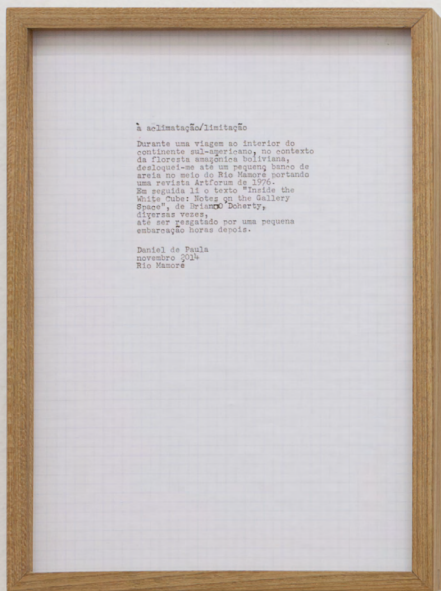 à aclimatação/limitação
Durante uma viagem ao interior do
continente sul-americano, no contexto
da floresta amazônica boliviana,
desloquei-me até um pequeno banco de
areia no meio do Rio Mamoré portando
uma revista Artforum de 1976.
Em seguida li o texto "Inside the
White Cube: Notes on the Gallery
Space", de Brian O Doherty,
diversas vezes,
até ser resgatado por uma pequena
embarcação horas depois.
Daniel de Paula
novembro 2014
Rio Mamoré